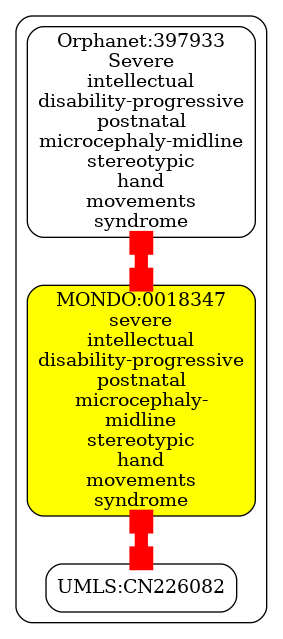 Orphanet:397933
Severe
intellectual
disability-progressive
postnatal
microcephaly-midline
stereotypic
hand
movements
syndrome
MONDO:0018347
severe
intellectual
disability-progressive
postnatal
microcephaly-
midline
stereotypic
hand
movements
syndrome
UMLS:CN226082